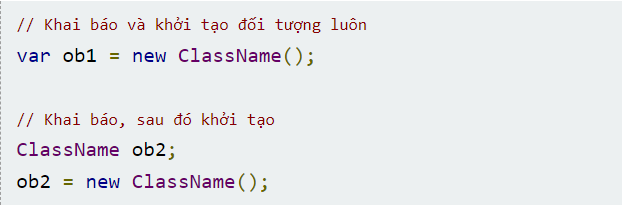 // Khai báo và khởi tạo đối tượng luôn
var ob1 = new ClassName();
// Khai báo, sau đó khởi tạo
ClassName ob2;
ob2 = new ClassName();